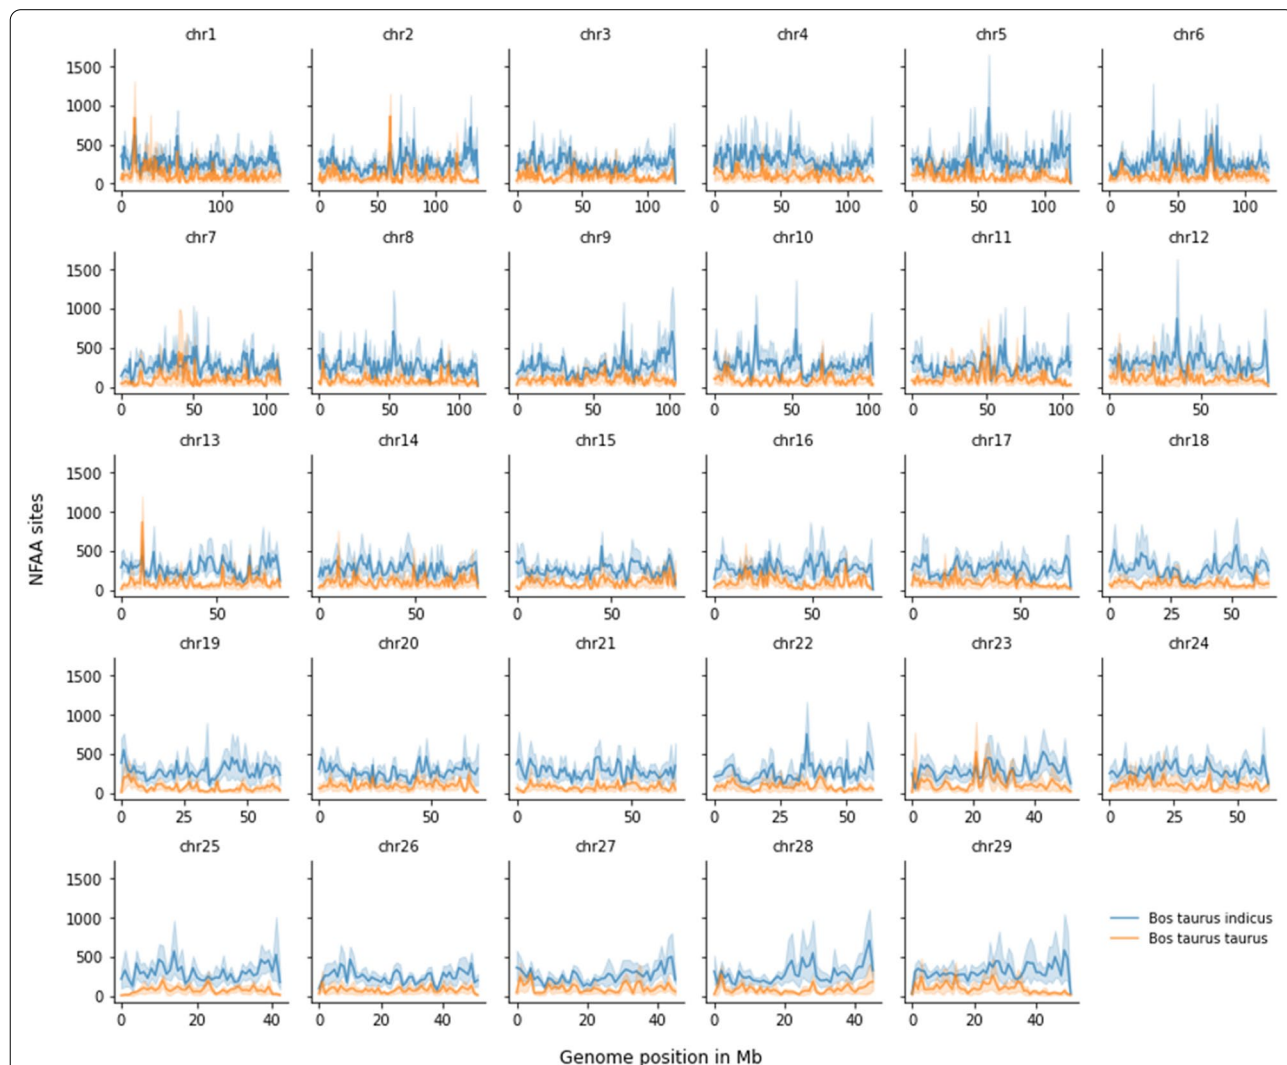 chr1 chr2 chr3 chr4 chr5 chr6
1500
1000
500
0
0 100 0 50 100 0 50 100 0 50 100 0 50 100 0 50 100
chr7 chr8 chr9 chr10 chr11 chr12
1500
1000
500
0
0 50 100 0 50 100 0 50 100 0 50 100 0 50 100 0 50
chr13 chr14 chr15 chr16 chr17 chr18
1500
1000
500
0
0 50 0 50 0 50 0 50 0 50 0 25 50
NFAA sites
chr19 chr20 chr21 chr22 chr23 chr24
1500
1000
500
0
0 25 50 0 50 0 50 0 25 50 0 20 40 0 25 50
chr25 chr26 chr27 chr28 chr29
1500
1000
500
0
0 20 40 0 20 40 0 20 40 0 20 40 0 20 40
Bos taurus indicus
Bos taurus taurus
Genome position in Mb